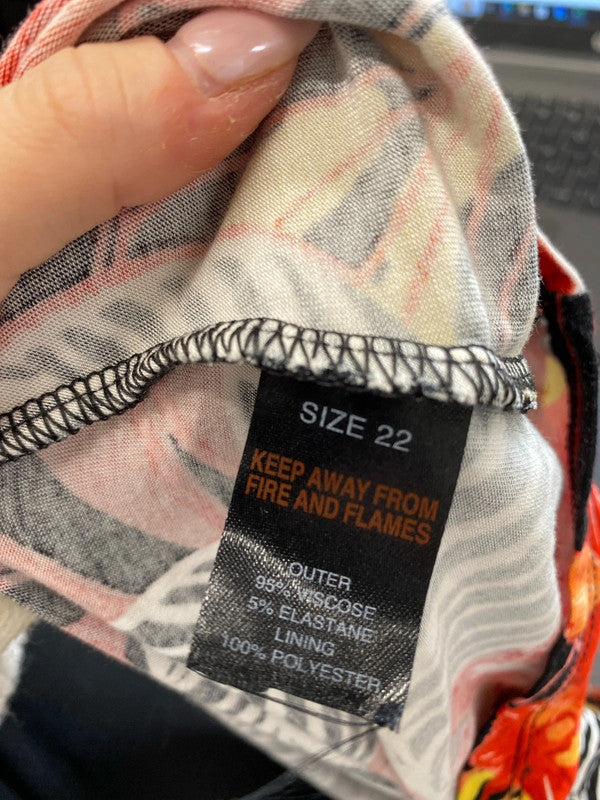 SIZE 22
KEEP AWAY FROM
FIRE AND FLAMES
OUTER
95% VISCOSE
5% ELASTANE
LINING
100% POLYESTER